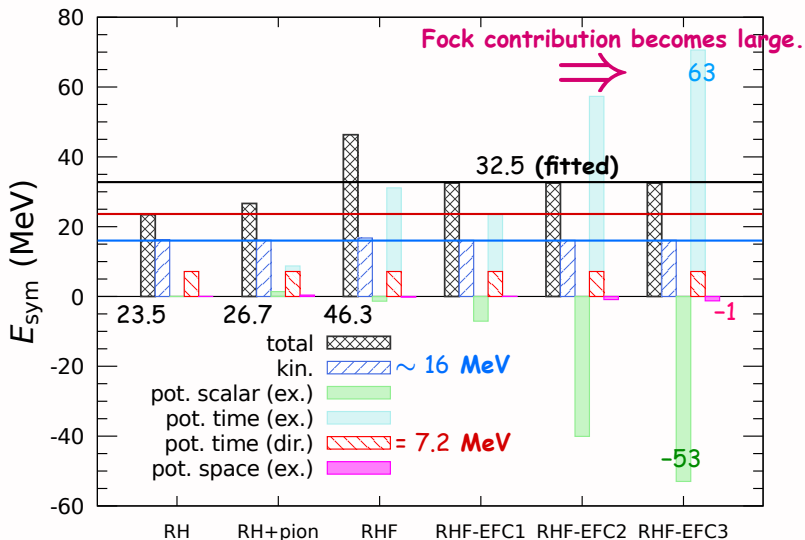 80
60
40
20
0
-20
-40
-60
E_sym (MeV)
Fock contribution becomes large.
63
32.5 (fitted)
23.5
26.7
46.3
−1
total
kin.
~ 16 MeV
pot. scalar (ex.)
pot. time (ex.)
pot. time (dir.)
= 7.2 MeV
pot. space (ex.)
−53
RH
RH+pion
RHF
RHF-EFC1
RHF-EFC2
RHF-EFC3